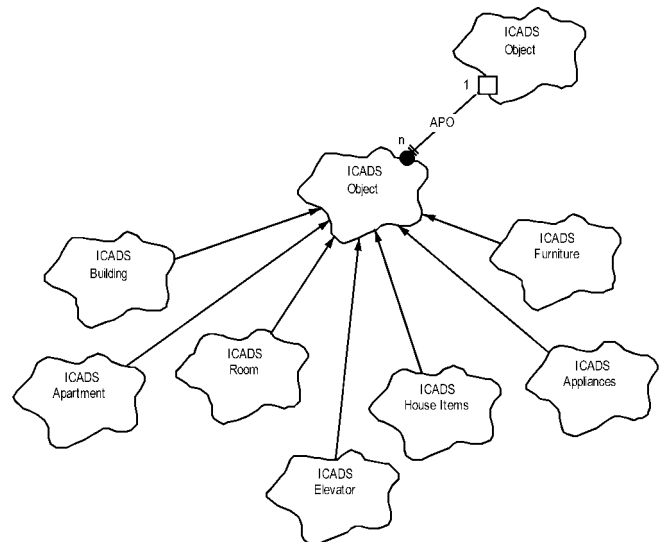 ICADS
Object
1
APO
n
ICADS
Object
ICADS
Building
ICADS
Furniture
ICADS
Apartment
ICADS
Room
ICADS
House Items
ICADS
Appliances
ICADS
Elevator